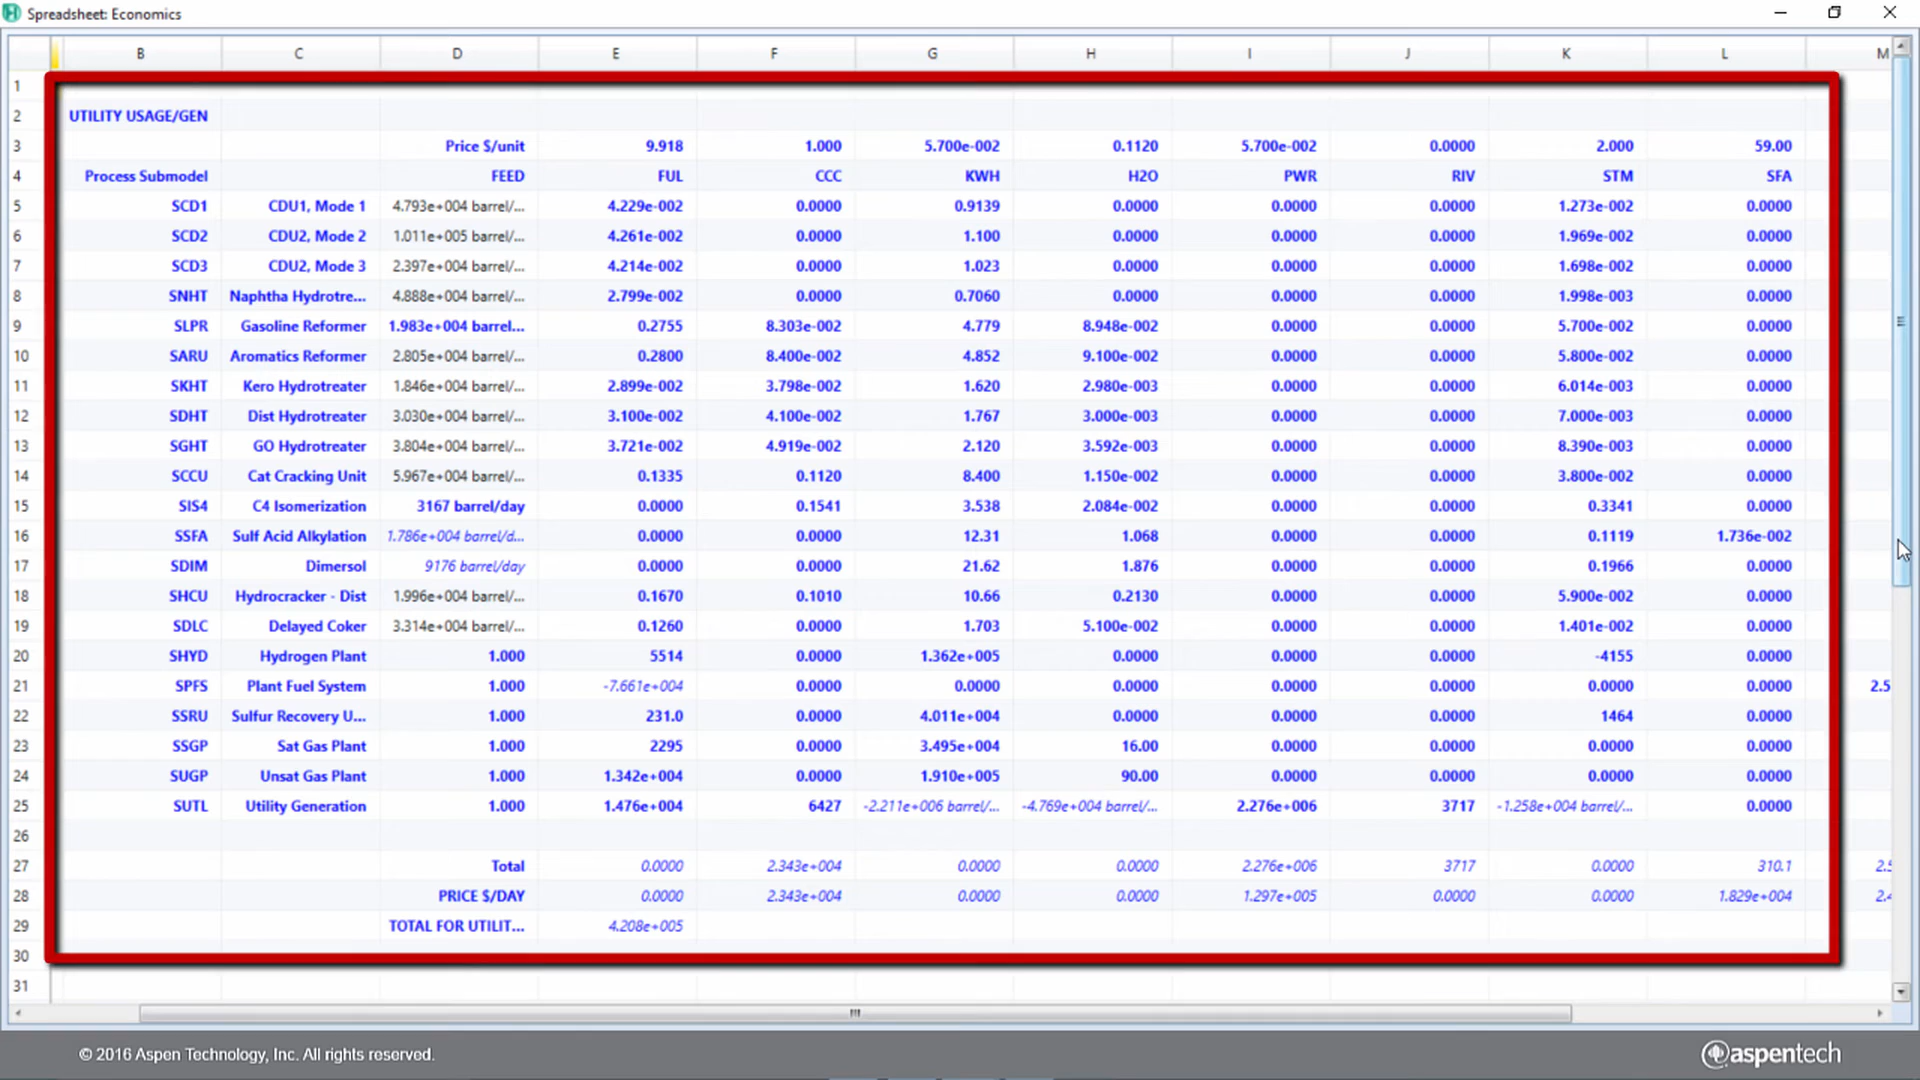 Spreadsheet: Economics
B C D E F G H I J K L M
1
2 UTILITY USAGE/GEN
3 Price $/unit 9.918 1.000 5.700e-002 0.1120 5.700e-002 0.0000 2.000 59.00
4 Process Submodel FEED FUL CCC KWH H2O PWR RIV STM SFA
5 SCD1 CDU1, Mode 1 4.793e+004 barrel/... 4.229e-002 0.0000 0.9139 0.0000 0.0000 0.0000 1.273e-002 0.0000
6 SCD2 CDU2, Mode 2 1.011e+005 barrel/... 4.261e-002 0.0000 1.100 0.0000 0.0000 0.0000 1.969e-002 0.0000
7 SCD3 CDU2, Mode 3 2.397e+004 barrel/... 4.214e-002 0.0000 1.023 0.0000 0.0000 0.0000 1.698e-002 0.0000
8 SNHT Naphtha Hydrotre... 4.888e+004 barrel/... 2.799e-002 0.0000 0.7060 0.0000 0.0000 0.0000 1.998e-003 0.0000
9 SLPR Gasoline Reformer 1.983e+004 barrel... 0.2755 8.303e-002 4.779 8.948e-002 0.0000 0.0000 5.700e-002 0.0000
10 SARU Aromatics Reformer 2.805e+004 barrel/... 0.2800 8.400e-002 4.852 9.100e-002 0.0000 0.0000 5.800e-002 0.0000
11 SKHT Kero Hydrotreater 1.846e+004 barrel/... 2.899e-002 3.798e-002 1.620 2.980e-003 0.0000 0.0000 6.014e-003 0.0000
12 SDHT Dist Hydrotreater 3.030e+004 barrel/... 3.100e-002 4.100e-002 1.767 3.000e-003 0.0000 0.0000 7.000e-003 0.0000
13 SGHT GO Hydrotreater 3.804e+004 barrel/... 3.721e-002 4.919e-002 2.120 3.592e-003 0.0000 0.0000 8.390e-003 0.0000
14 SCCU Cat Cracking Unit 5.967e+004 barrel/... 0.1335 0.1120 8.400 1.150e-002 0.0000 0.0000 3.800e-002 0.0000
15 SIS4 C4 Isomerization 3167 barrel/day 0.0000 0.1541 3.538 2.084e-002 0.0000 0.0000 0.3341 0.0000
16 SSFA Sulf Acid Alkylation 1.786e+004 barrel/d... 0.0000 0.0000 12.31 1.068 0.0000 0.0000 0.1119 1.736e-002
17 SDIM Dimersol 9176 barrel/day 0.0000 0.0000 21.62 1.876 0.0000 0.0000 0.1966 0.0000
18 SHCU Hydrocracker - Dist 1.996e+004 barrel/... 0.1670 0.1010 10.66 0.2130 0.0000 0.0000 5.900e-002 0.0000
19 SDLC Delayed Coker 3.314e+004 barrel/... 0.1260 0.0000 1.703 5.100e-002 0.0000 0.0000 1.401e-002 0.0000
20 SHYD Hydrogen Plant 1.000 5514 0.0000 1.362e+005 0.0000 0.0000 0.0000 -4155 0.0000
21 SPFS Plant Fuel System 1.000 -7.661e+004 0.0000 0.0000 0.0000 0.0000 0.0000 0.0000 0.0000 2.5
22 SSRU Sulfur Recovery U... 1.000 231.0 0.0000 4.011e+004 0.0000 0.0000 0.0000 1464 0.0000
23 SSGP Sat Gas Plant 1.000 2295 0.0000 3.495e+004 16.00 0.0000 0.0000 0.0000 0.0000
24 SUGP Unsat Gas Plant 1.000 1.342e+004 0.0000 1.910e+005 90.00 0.0000 0.0000 0.0000 0.0000
25 SUTL Utility Generation 1.000 1.476e+004 6427 -2.211e+006 barrel/... -4.769e+004 barrel/... 2.276e+006 3717 -1.258e+004 barrel/... 0.0000
26
27 Total 0.0000 2.343e+004 0.0000 0.0000 2.276e+006 3717 0.0000 310.1 2.5
28 PRICE $/DAY 0.0000 2.343e+004 0.0000 0.0000 1.297e+005 0.0000 0.0000 1.829e+004 2.4
29 TOTAL FOR UTILIT... 4.208e+005
30
31
© 2016 Aspen Technology, Inc. All rights reserved.
aspentech